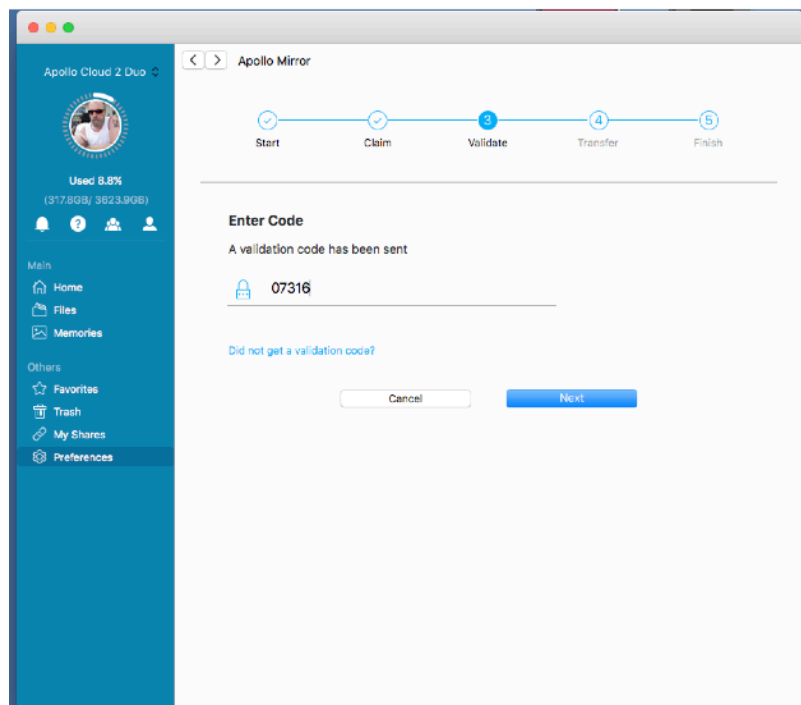 Apollo Cloud 2 Duo
Used 8.8%
(317.8GB/ 3623.9GB)
Main
Home
Files
Memories
Others
Favorites
Trash
My Shares
Preferences
Apollo Mirror
3
4
5
Start
Claim
Validate
Transfer
Finish
Enter Code
A validation code has been sent
07316
Did not get a validation code?
Cancel
Next